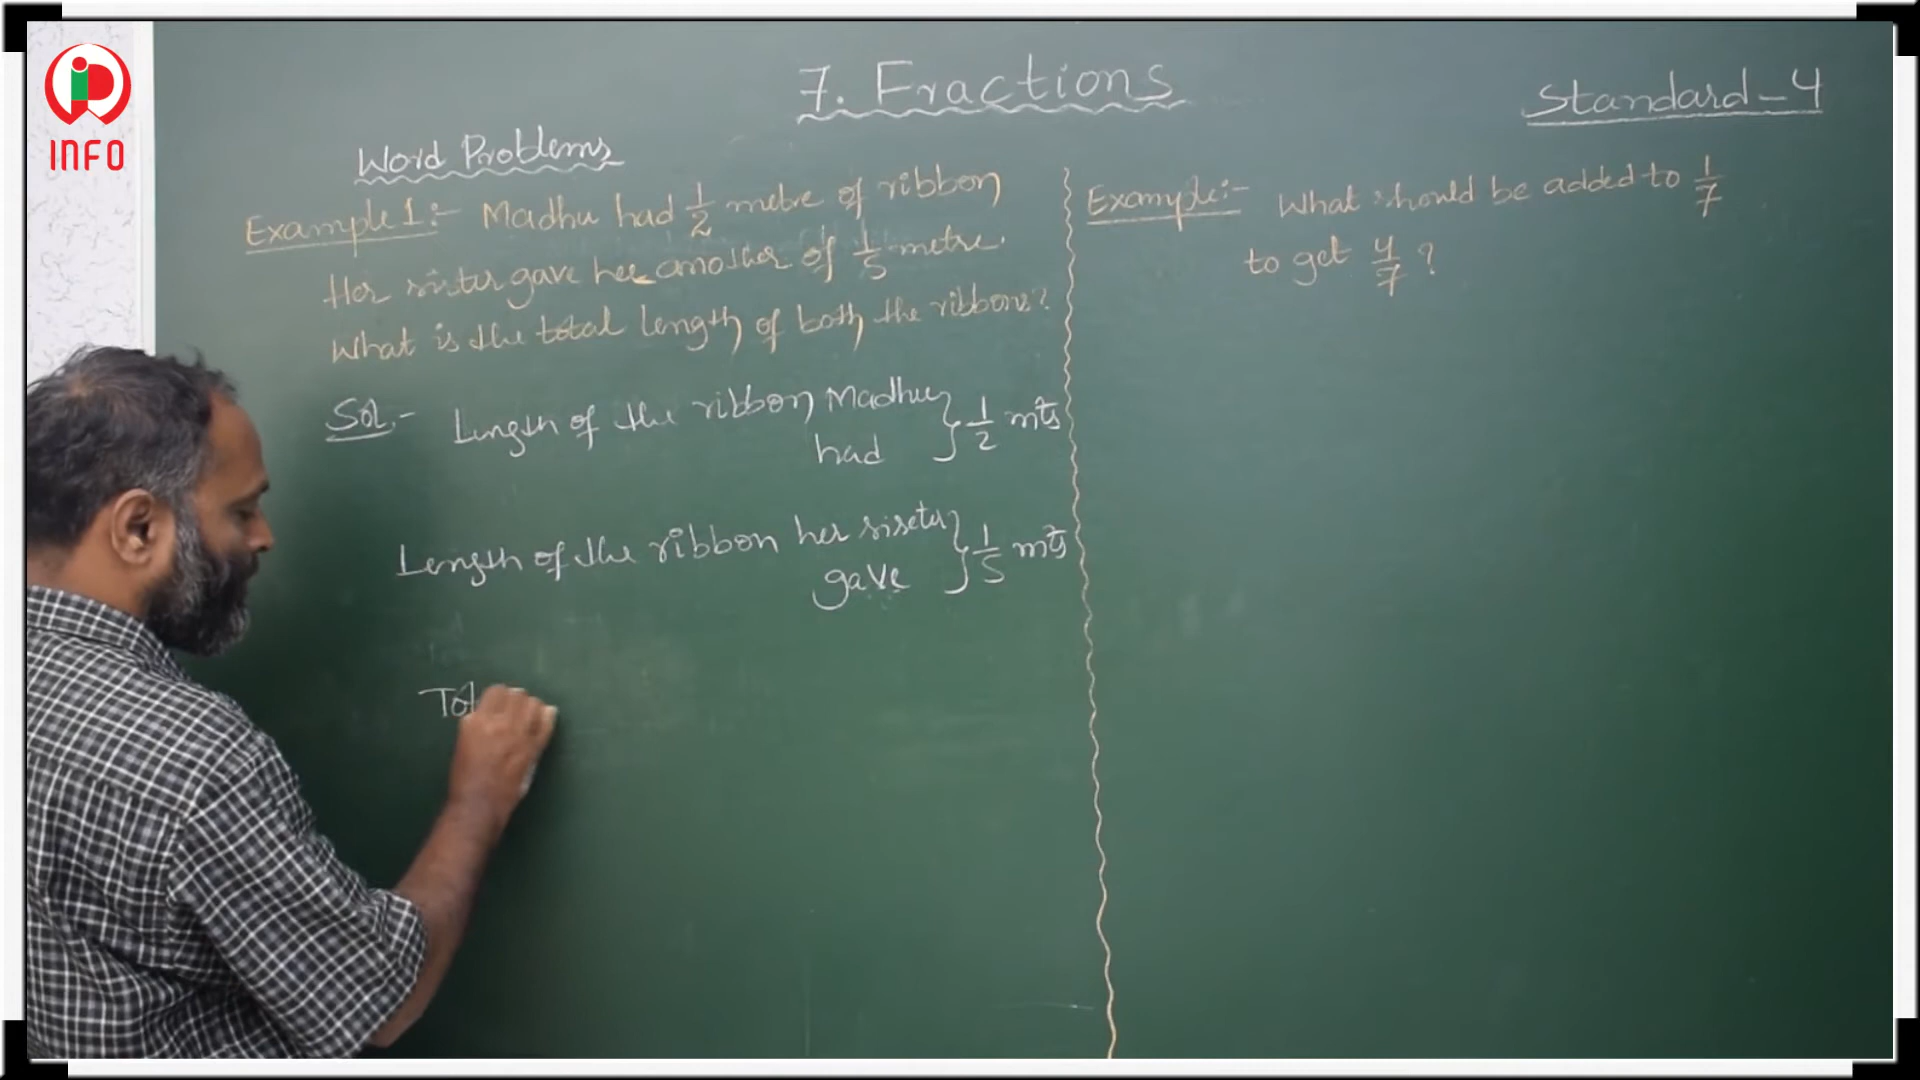 INFO
7. Fractions
Standard - 4
Word Problems
Example 1:- Madhu had 1/2 metre of ribbon
Her sister gave her another of 1/5 metre.
What is the total length of both the ribbons?
Sol:- Length of the ribbon Madhu
had } 1/2 mts
Length of the ribbon her siseter
gave } 1/5 mts
Tot
Example:- What should be added to 1/7
to get 4/7 ?